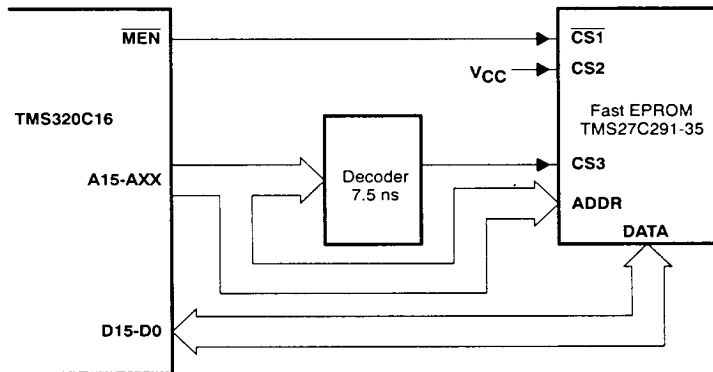 MEN
CS1
VCC
CS2
TMS320C16
Fast EPROM
TMS27C291-35
A15-AXX
Decoder
7.5 ns
CS3
ADDR
DATA
D15-D0